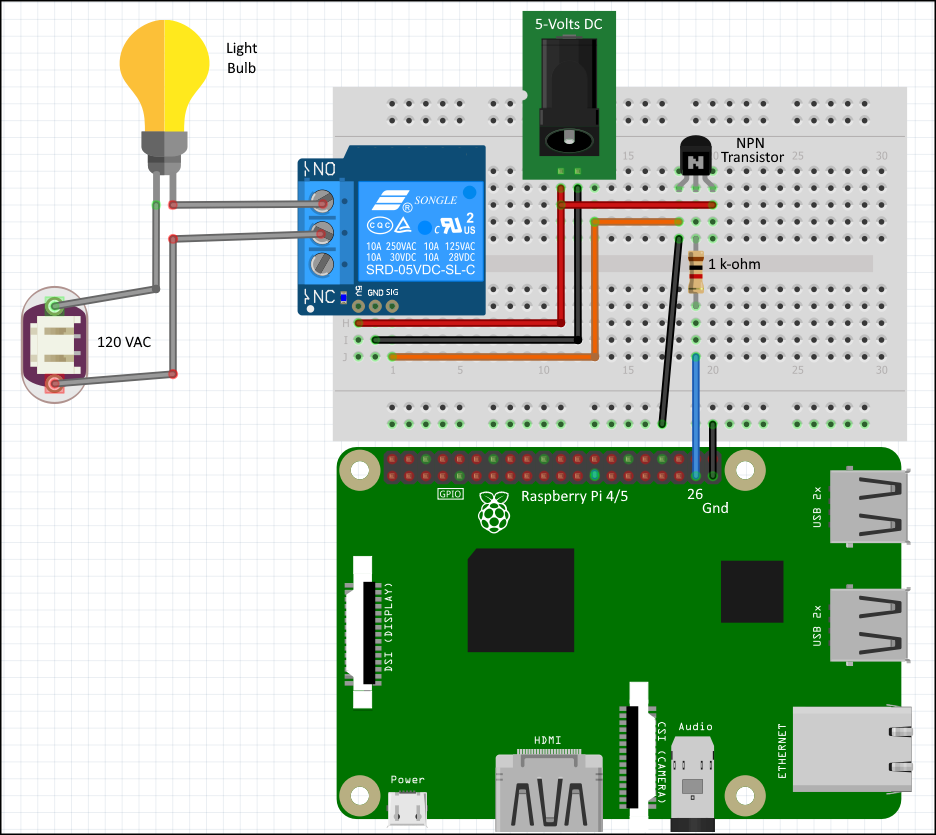 5-Volts DC
Light
Bulb
NPN
Transistor
15
20
25
30
NO
SONGLE
®
CQC
c RU US 2
10A 250VAC 10A 125VAC
10A 30VDC 10A 28VDC
SRD-05VDC-SL-C
1 k-ohm
NC
5V GND SIG
H
I
J
120 VAC
1
5
10
15
20
25
30
GPIO
Raspberry Pi 4/5
26
Gnd
USB 2x
DSI (DISPLAY)
USB 2x
CSI (CAMERA)
Audio
ETHERNET
HDMI
Power